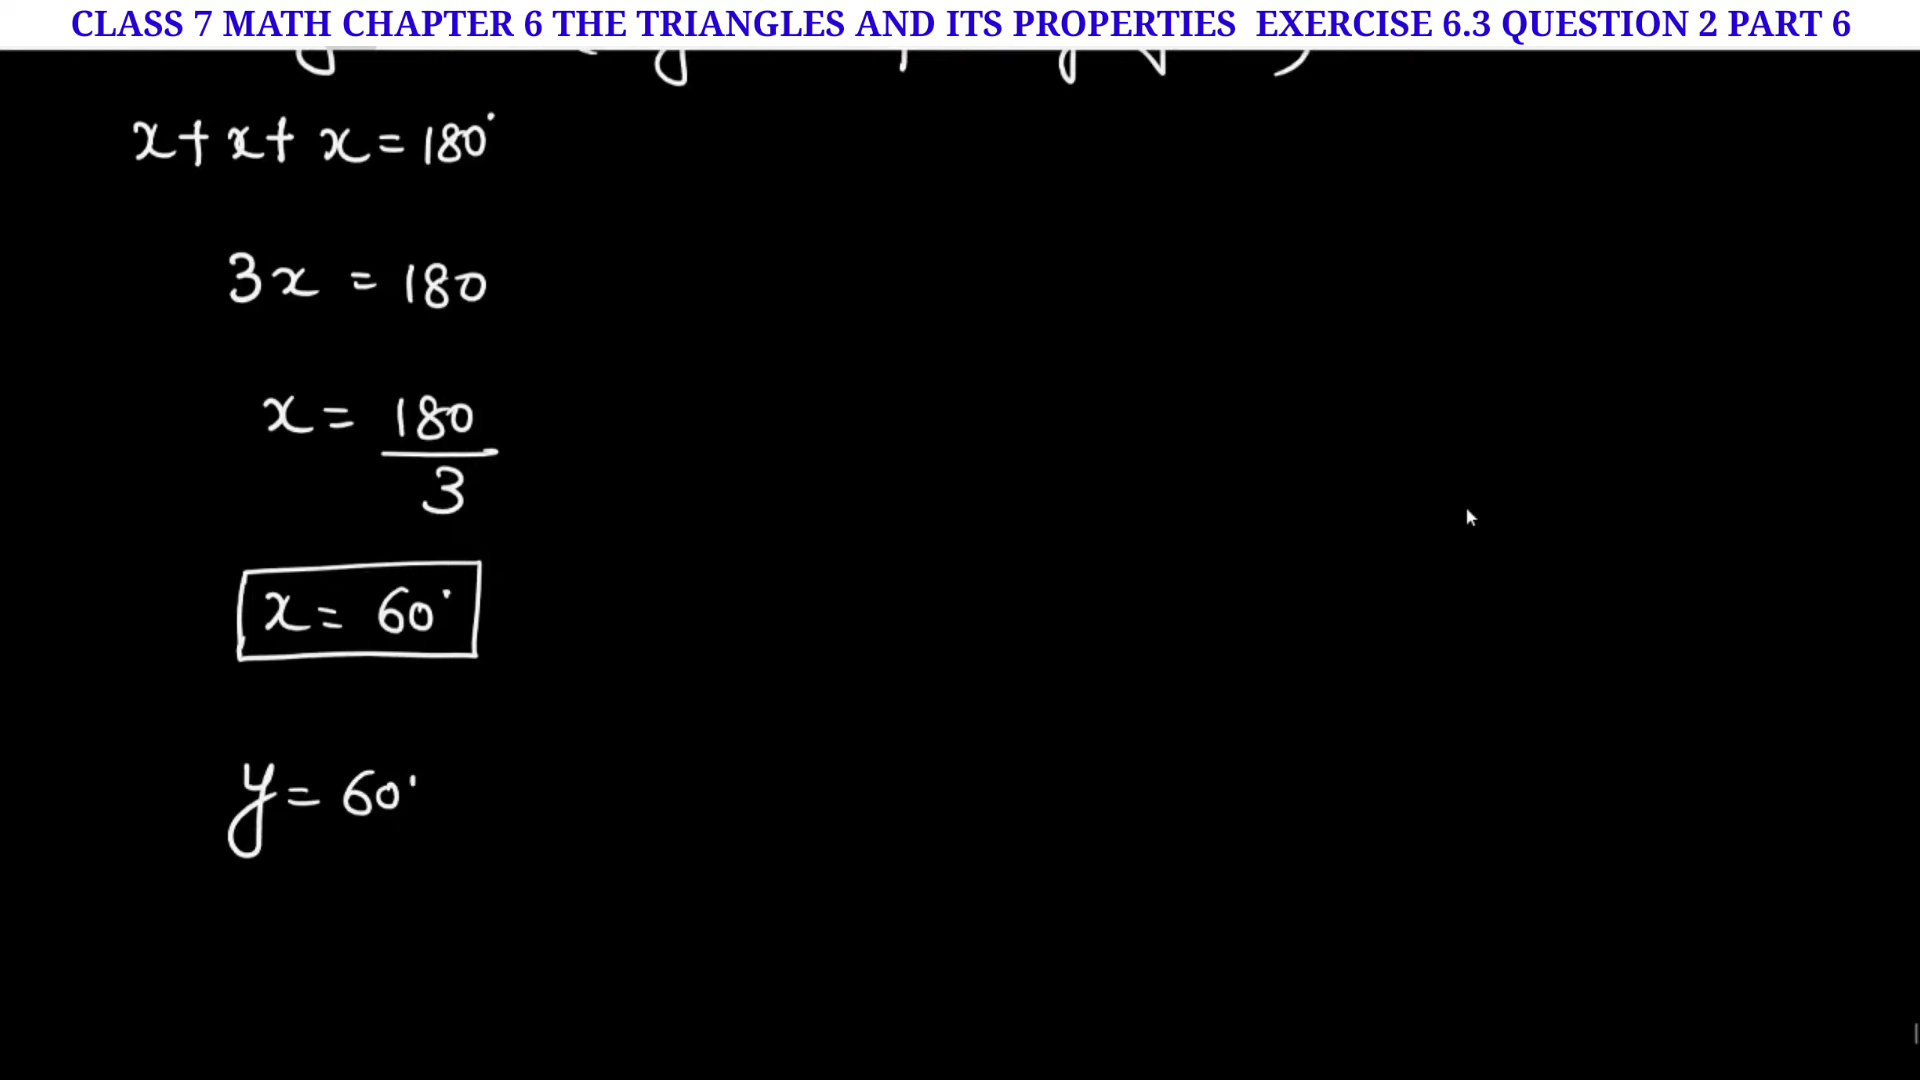 CLASS 7 MATH CHAPTER 6 THE TRIANGLES AND ITS PROPERTIES EXERCISE 6.3 QUESTION 2 PART 6
x + x + x = 180°
3x = 180
x = 180/3
x = 60°
y = 60°